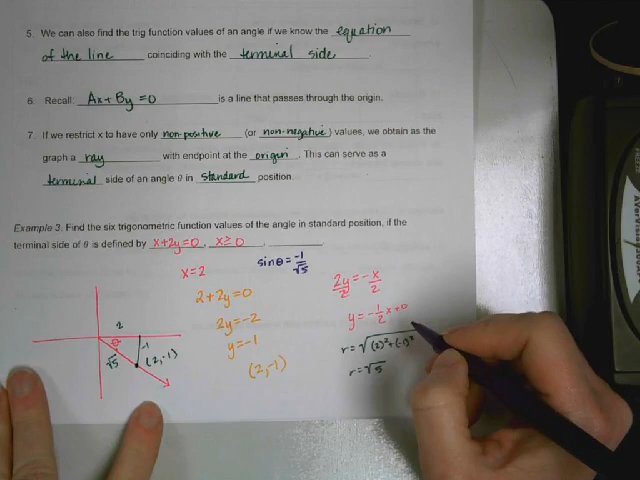 5. We can also find the trig function values of an angle if we know the equation
of the line coinciding with the terminal side.
6. Recall: Ax+By=0 is a line that passes through the origin.
7. If we restrict x to have only non-positive (or non-negative) values, we obtain as the
graph a ray with endpoint at the origin. This can serve as a
terminal side of an angle θ in standard position.
Example 3. Find the six trigonometric function values of the angle in standard position, if the
terminal side of θ is defined by x+2y=0, x≥0,
x=2
sinθ=-1/√5
2+2y=0
2y=-2
y=-1
(2,-1)
2y/2=-x/2
y=-1/2x+0
r=√(2)²+(-1)²
r=√5
2
θ
-1
√5
(2,-1)